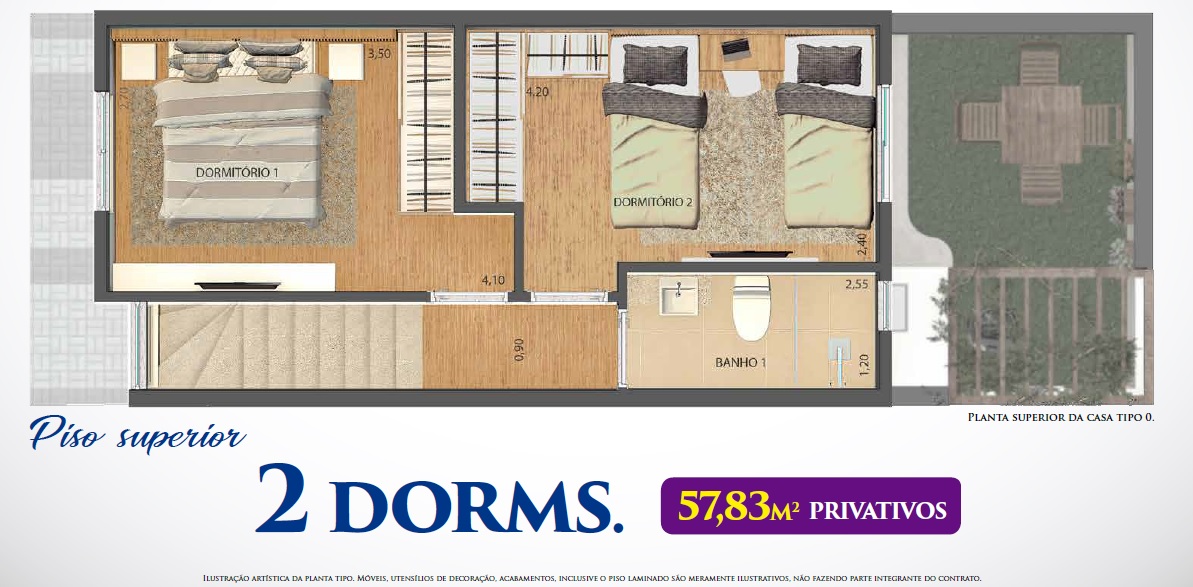 3,50
2,70
DORMITÓRIO 1
4,10
4,20
DORMITÓRIO 2
2,40
2,55
0,90
BANHO 1
1,20
PLANTA SUPERIOR DA CASA TIPO 0.
Piso superior
2 DORMS.
57,83M² PRIVATIVOS
ILUSTRAÇÃO ARTÍSTICA DA PLANTA TIPO. MÓVEIS, UTENSÍLIOS DE DECORAÇÃO, ACABAMENTOS, INCLUSIVE O PISO LAMINADO SÃO MERAMENTE ILUSTRATIVOS, NÃO FAZENDO PARTE INTEGRANTE DO CONTRATO.